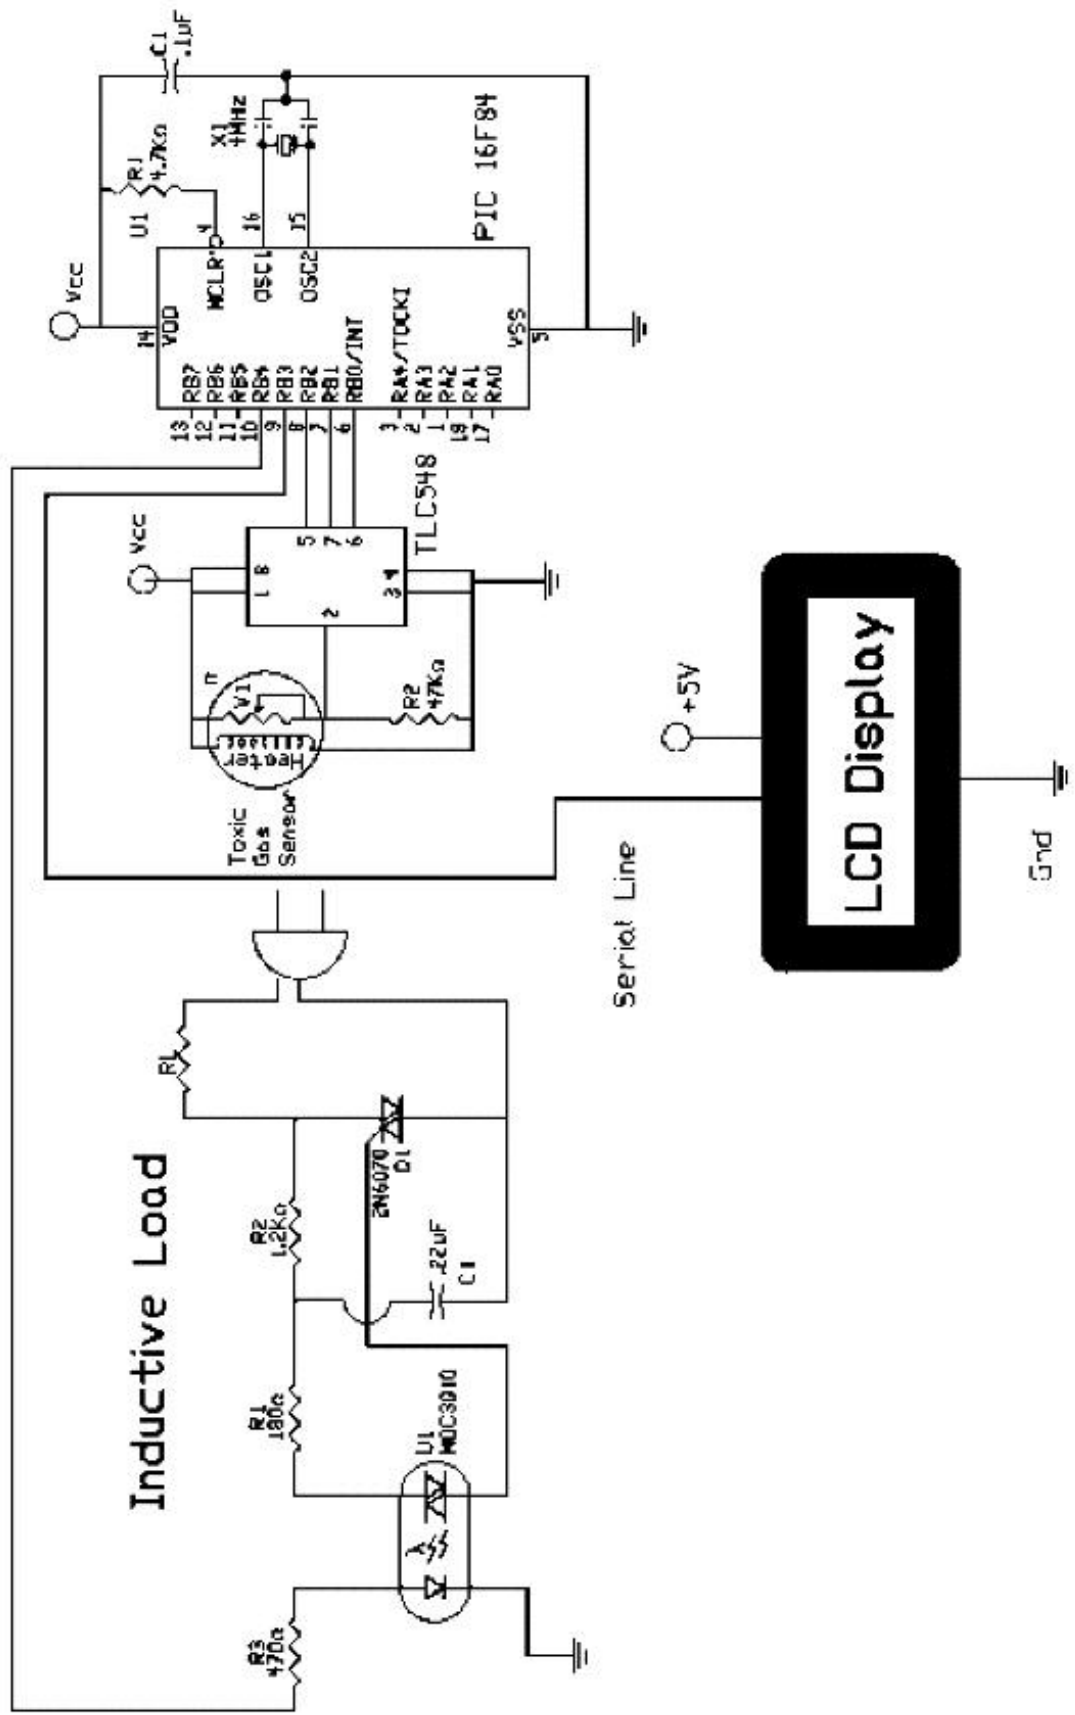 Inductive Load
R3
470Ω
R1
180Ω
R2
1.2KΩ
RL
U1
MOC3010
.22uF
C1
2N6070
Q1
Toxic
Gas
Sensor
Heater
V1
R2
47KΩ
Vcc
1
8
2
3
4
5
7
6
TLC548
Serial Line
+5V
LCD Display
Gnd
Vcc
14
VDD
13
RB7
12
RB6
11
RB5
10
RB4
9
RB3
8
RB2
7
RB1
6
RB0/INT
3
RA4/TOCKI
2
RA3
1
RA2
18
RA1
17
RA0
MCLR
4
OSC1
16
OSC2
15
VSS
5
U1
R1
4.7KΩ
C1
.1uF
X1
4MHz
PIC 16F84